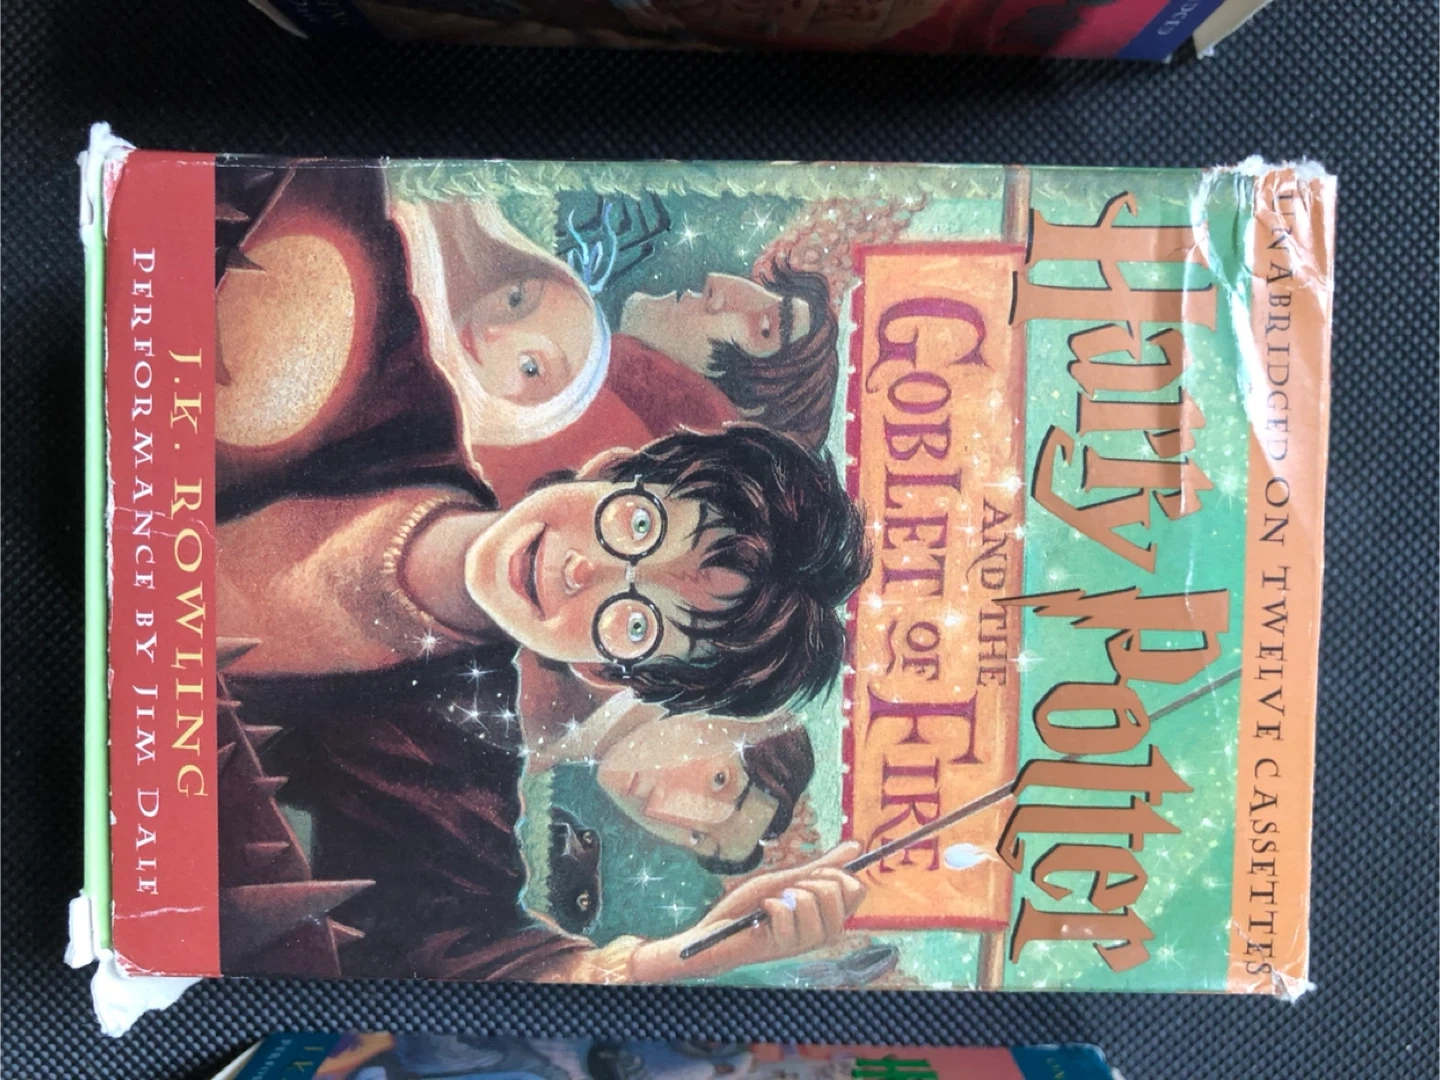 UNABRIDGED ON TWELVE CASSETTES
Harry Potter
AND THE
GOBLET OF FIRE
J.K. ROWLING
PERFORMANCE BY JIM DALE